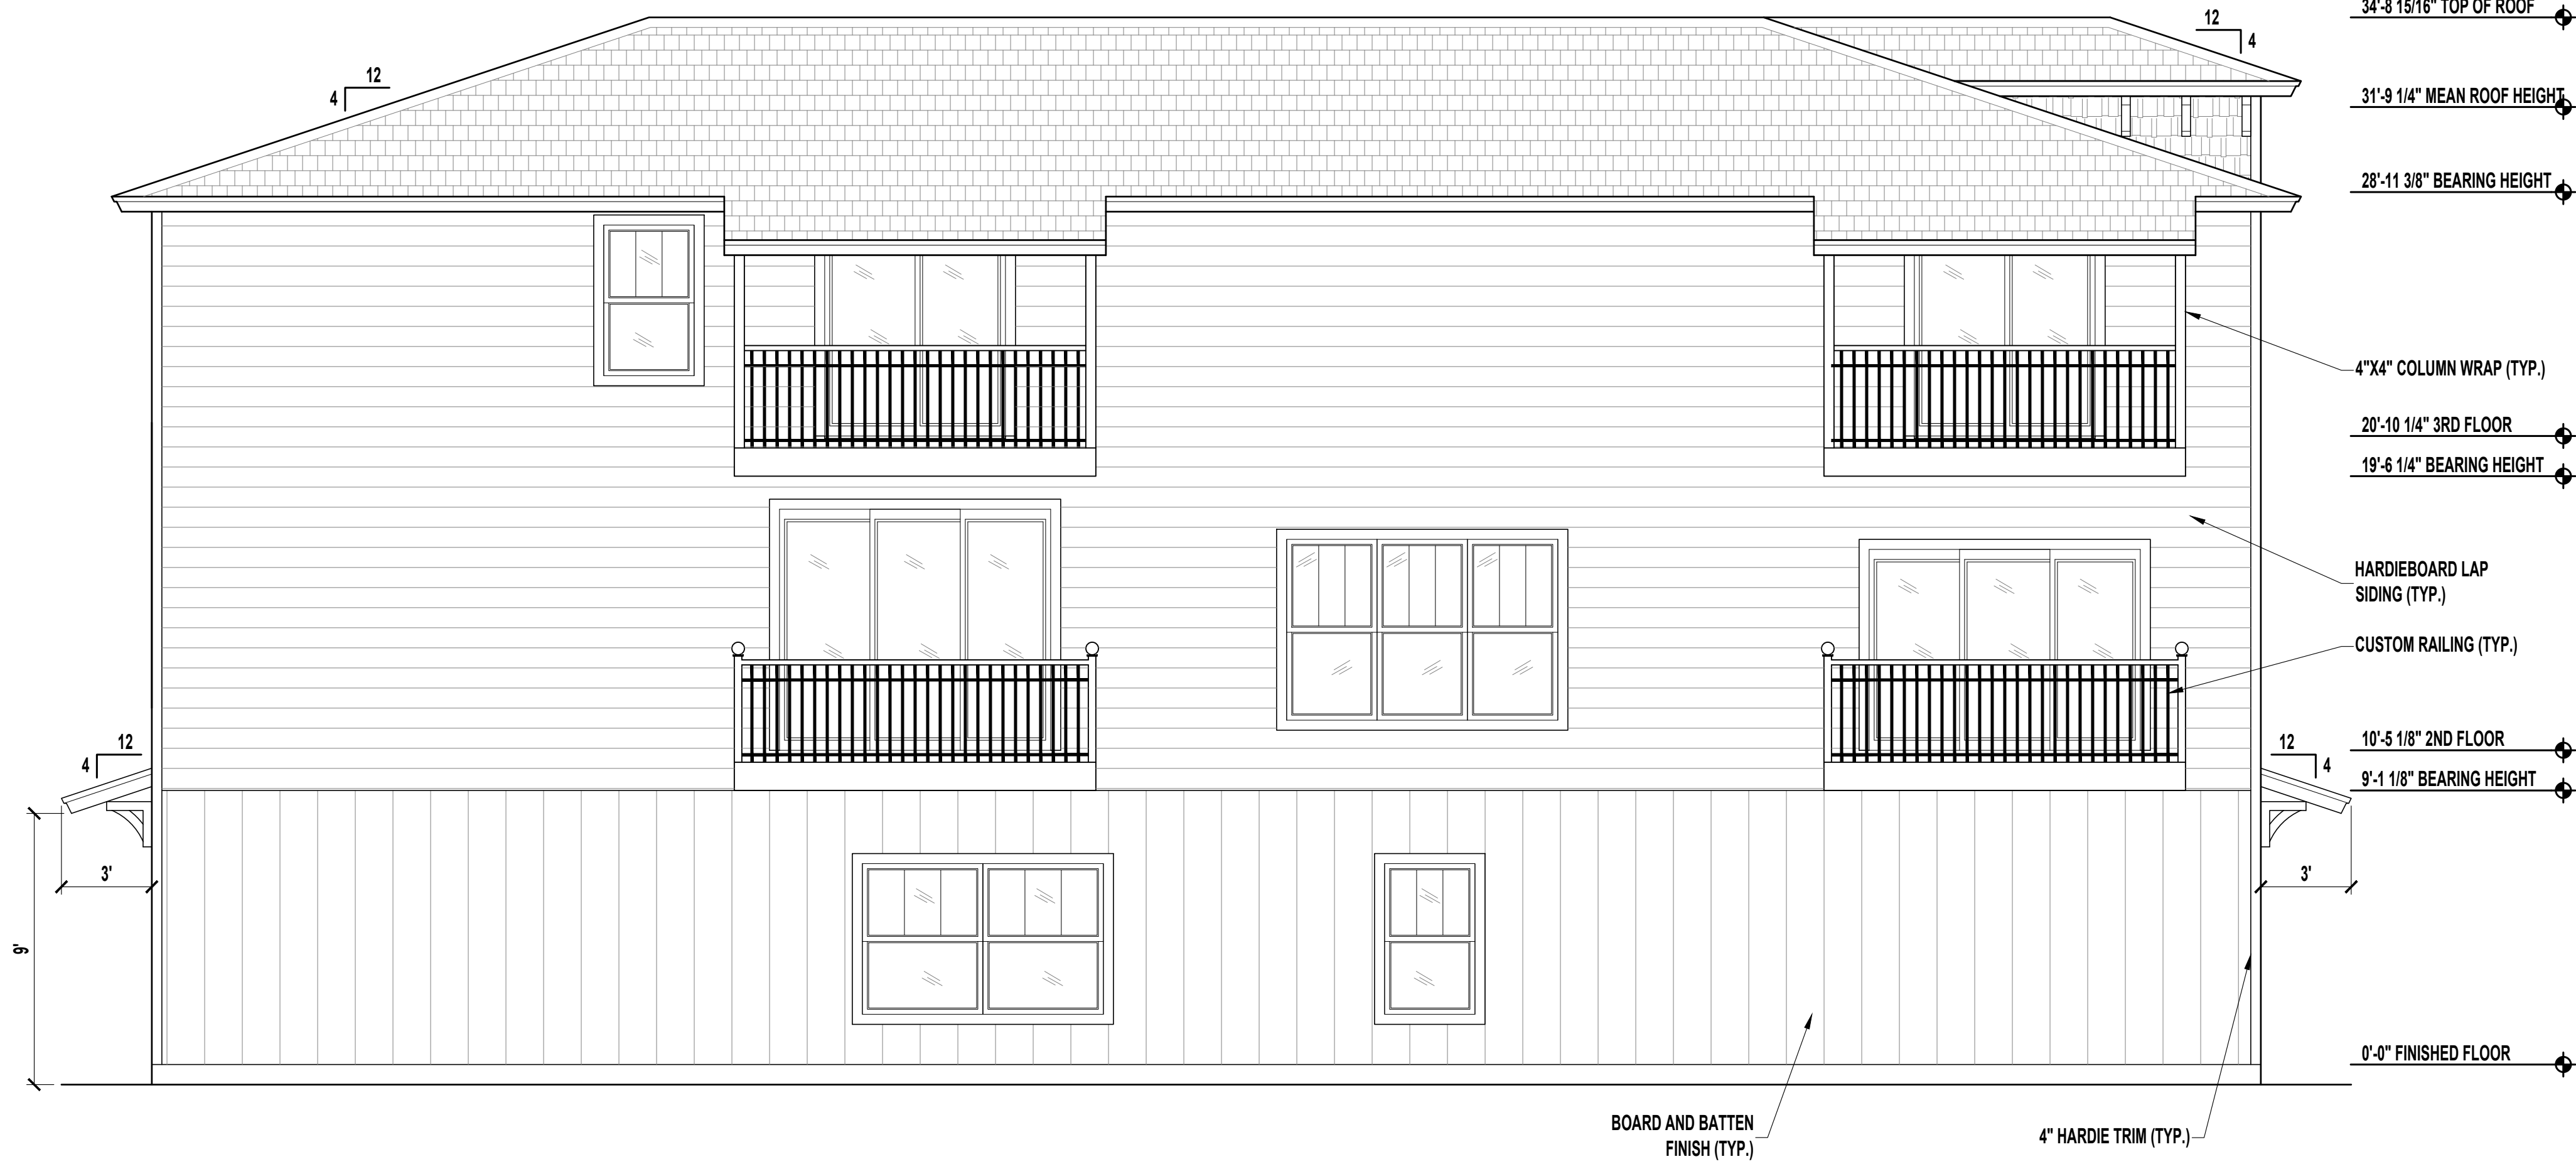 34'-8 15/16" TOP OF ROOF
12
4
12
4
31'-9 1/4" MEAN ROOF HEIGHT
28'-11 3/8" BEARING HEIGHT
4"X4" COLUMN WRAP (TYP.)
20'-10 1/4" 3RD FLOOR
19'-6 1/4" BEARING HEIGHT
HARDIEBOARD LAP
SIDING (TYP.)
CUSTOM RAILING (TYP.)
12
4
12
4
10'-5 1/8" 2ND FLOOR
9'-1 1/8" BEARING HEIGHT
3'
3'
9'
0'-0" FINISHED FLOOR
BOARD AND BATTEN
FINISH (TYP.)
4" HARDIE TRIM (TYP.)